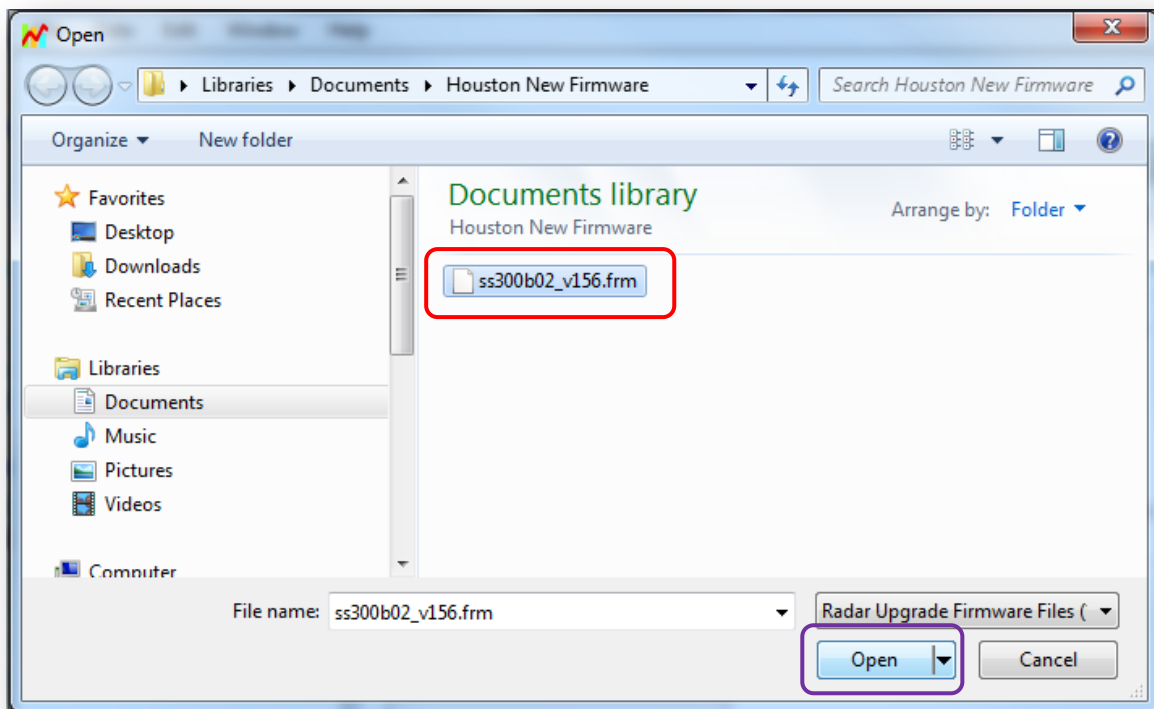 Open
Libraries Documents Houston New Firmware
Search Houston New Firmware
Organize New folder
Favorites
Desktop
Downloads
Recent Places
Libraries
Documents
Music
Pictures
Videos
Computer
Documents library
Houston New Firmware
Arrange by: Folder
ss300b02_v156.frm
File name: ss300b02_v156.frm
Radar Upgrade Firmware Files (
Open Cancel